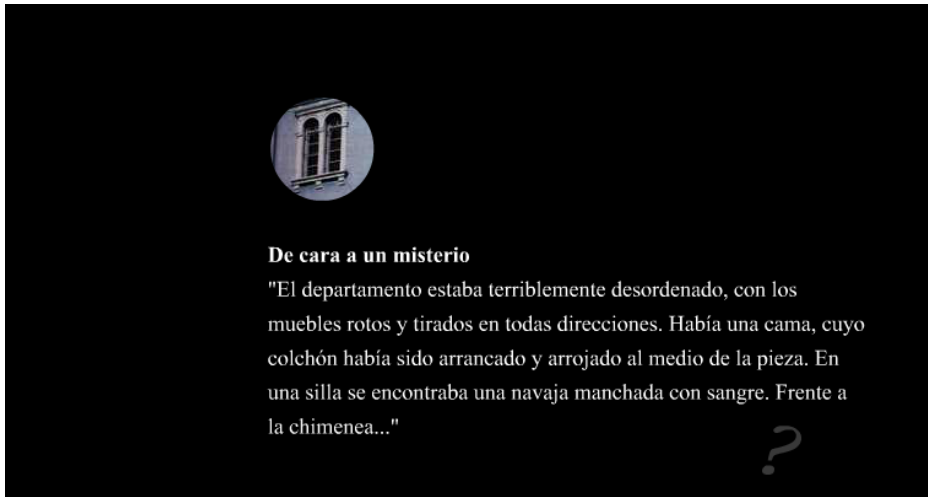 De cara a un misterio
"El departamento estaba terriblemente desordenado, con los
muebles rotos y tirados en todas direcciones. Había una cama, cuyo
colchón había sido arrancado y arrojado al medio de la pieza. En
una silla se encontraba una navaja manchada con sangre. Frente a
la chimenea..."
?